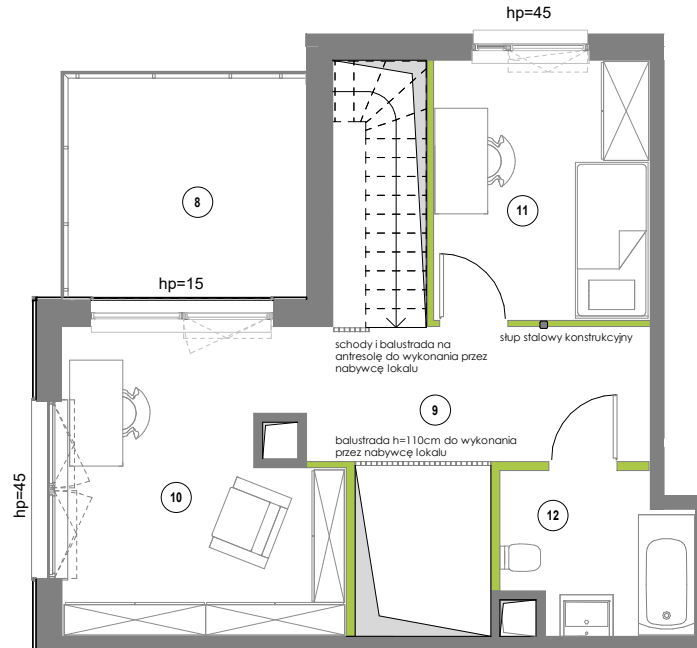 hp=45
8
11
hp=15
schody i balustrada na
antresolę do wykonania przez
nabywcę lokalu
słup stalowy konstrukcyjny
9
balustrada h=110cm do wykonania
przez nabywcę lokalu
hp=45
10
12